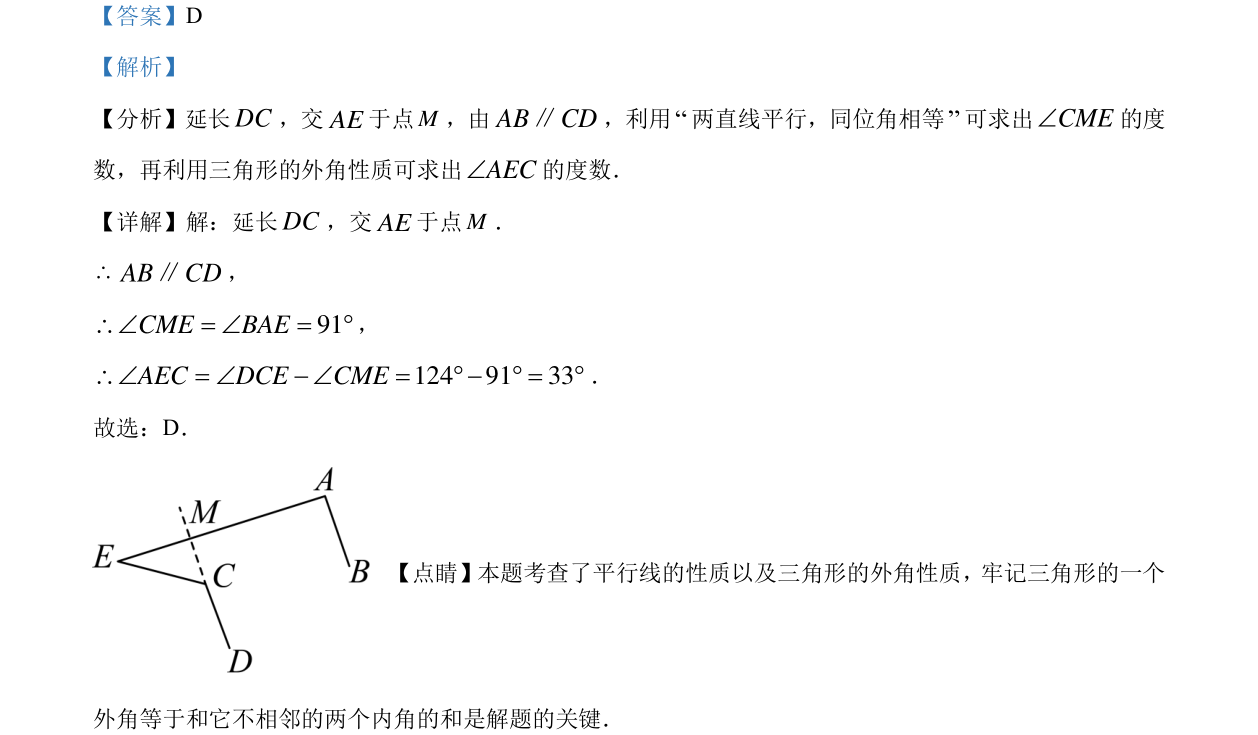 【答案】D
【解析】
【分析】延长DC，交AE于点M，由AB∥CD，利用“两直线平行，同位角相等”可求出∠CME的度
数，再利用三角形的外角性质可求出∠AEC的度数．
【详解】解：延长DC，交AE于点M．
∴AB∥CD，
∴∠CME=∠BAE=91°，
∴∠AEC=∠DCE−∠CME=124°−91°=33°．
故选：D．
A
M
E
C
B
【点睛】本题考查了平行线的性质以及三角形的外角性质，牢记三角形的一个
D
外角等于和它不相邻的两个内角的和是解题的关键．